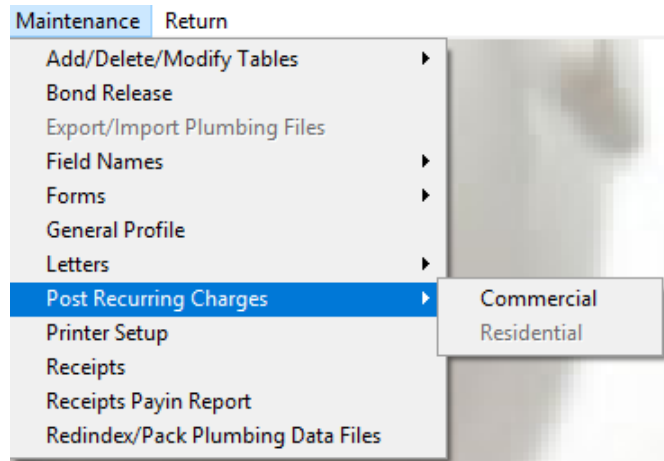 Maintenance Return
Add/Delete/Modify Tables
Bond Release
Export/Import Plumbing Files
Field Names
Forms
General Profile
Letters
Post Recurring Charges
Commercial
Residential
Printer Setup
Receipts
Receipts Payin Report
Redindex/Pack Plumbing Data Files